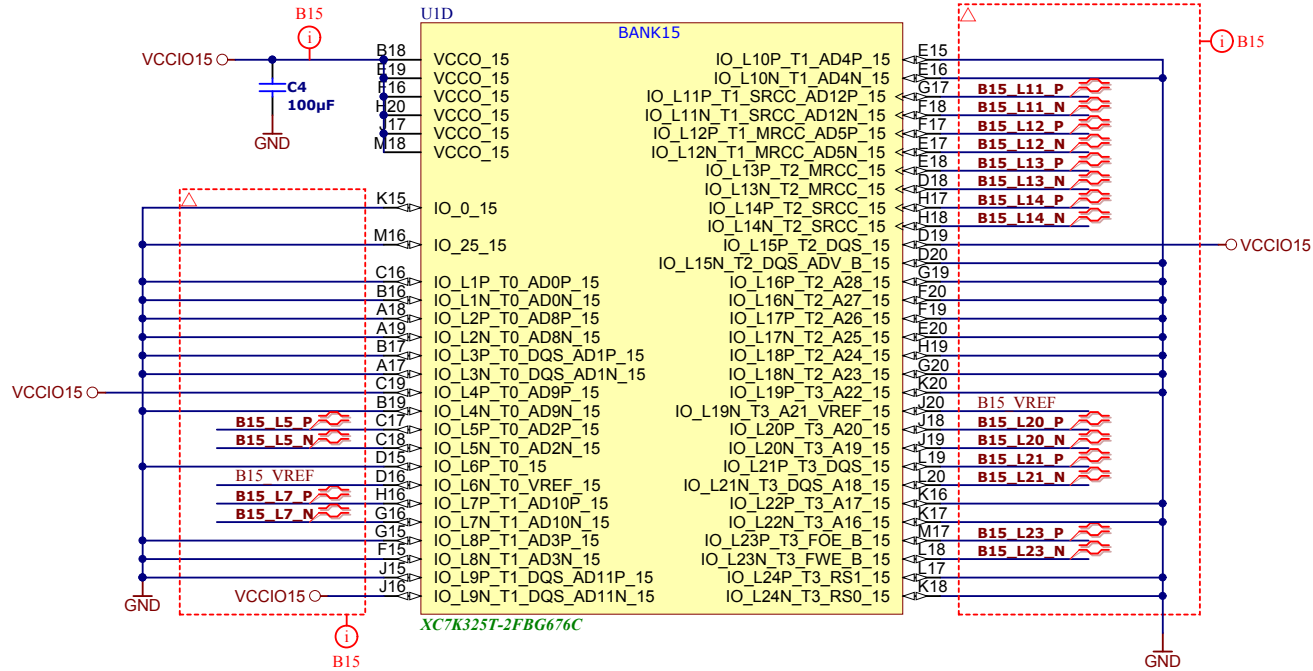 B15
U1D
BANK15
VCCIO15
C4
100µF
GND
B18 VCCO_15
E19 VCCO_15
F16 VCCO_15
H20 VCCO_15
J17 VCCO_15
M18 VCCO_15
K15 IO_0_15
M16 IO_25_15
C16 IO_L1P_T0_AD0P_15
B16 IO_L1N_T0_AD0N_15
A18 IO_L2P_T0_AD8P_15
A19 IO_L2N_T0_AD8N_15
B17 IO_L3P_T0_DQS_AD1P_15
A17 IO_L3N_T0_DQS_AD1N_15
VCCIO15 C19 IO_L4P_T0_AD9P_15
B19 IO_L4N_T0_AD9N_15
B15_L5_P C17 IO_L5P_T0_AD2P_15
B15_L5_N C18 IO_L5N_T0_AD2N_15
D15 IO_L6P_T0_15
B15_VREF D16 IO_L6N_T0_VREF_15
B15_L7_P H16 IO_L7P_T1_AD10P_15
B15_L7_N G16 IO_L7N_T1_AD10N_15
G15 IO_L8P_T1_AD3P_15
F15 IO_L8N_T1_AD3N_15
J15 IO_L9P_T1_DQS_AD11P_15
VCCIO15 J16 IO_L9N_T1_DQS_AD11N_15
GND
B15
XC7K325T-2FBG676C
IO_L10P_T1_AD4P_15 E15
B15
IO_L10N_T1_AD4N_15 E16
IO_L11P_T1_SRCC_AD12P_15 G17 B15_L11_P
IO_L11N_T1_SRCC_AD12N_15 F18 B15_L11_N
IO_L12P_T1_MRCC_AD5P_15 F17 B15_L12_P
IO_L12N_T1_MRCC_AD5N_15 E17 B15_L12_N
IO_L13P_T2_MRCC_15 E18 B15_L13_P
IO_L13N_T2_MRCC_15 D18 B15_L13_N
IO_L14P_T2_SRCC_15 H17 B15_L14_P
IO_L14N_T2_SRCC_15 H18 B15_L14_N
IO_L15P_T2_DQS_15 D19 VCCIO15
IO_L15N_T2_DQS_ADV_B_15 D20
IO_L16P_T2_A28_15 G19
IO_L16N_T2_A27_15 F20
IO_L17P_T2_A26_15 F19
IO_L17N_T2_A25_15 E20
IO_L18P_T2_A24_15 H19
IO_L18N_T2_A23_15 G20
IO_L19P_T3_A22_15 K20
IO_L19N_T3_A21_VREF_15 J20 B15_VREF
IO_L20P_T3_A20_15 J18 B15_L20_P
IO_L20N_T3_A19_15 J19 B15_L20_N
IO_L21P_T3_DQS_15 L19 B15_L21_P
IO_L21N_T3_DQS_A18_15 L20 B15_L21_N
IO_L22P_T3_A17_15 K16
IO_L22N_T3_A16_15 K17
IO_L23P_T3_FOE_B_15 M17 B15_L23_P
IO_L23N_T3_FWE_B_15 L18 B15_L23_N
IO_L24P_T3_RS1_15 L17
IO_L24N_T3_RS0_15 K18
GND